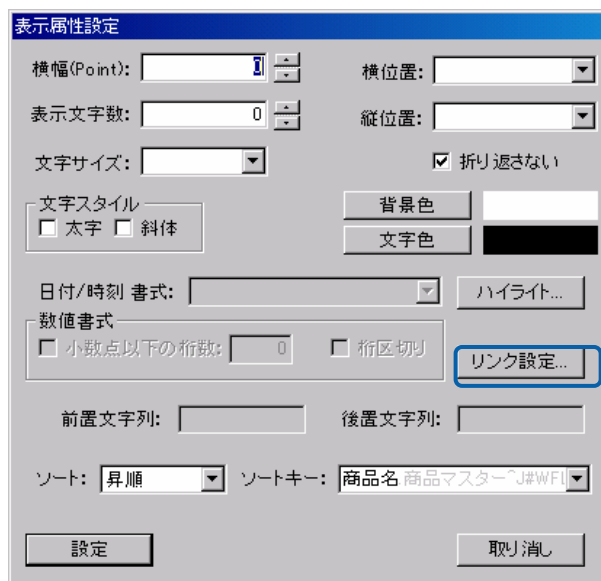 表示属性設定
横幅(Point): 0 横位置:
表示文字数: 0 縦位置:
文字サイズ: 折り返さない
文字スタイル 背景色
太字 斜体 文字色
日付/時刻 書式: ハイライト...
数値書式
小数点以下の桁数: 0 桁区切り リンク設定...
前置文字列: 後置文字列:
ソート: 昇順 ソートキー: 商品名.商品マスター^J#WFL
設定 取り消し